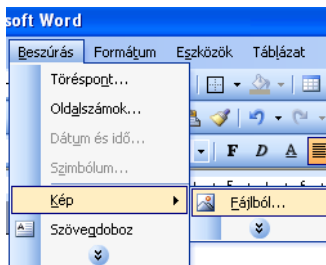 soft Word
Beszúrás Formátum Eszközök Táblázat
Töréspont...
Oldalszámok...
Dátum és idő...
F D A
Szimbólum...
Kép
Fájlból...
Szövegdoboz